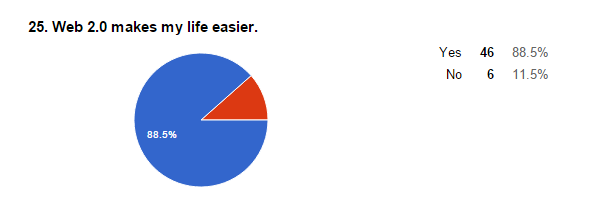 25. Web 2.0 makes my life easier.
Yes 46 88.5%
No 6 11.5%
88.5%